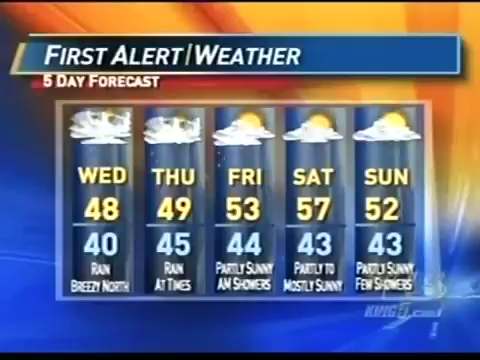 FIRST ALERT|WEATHER
5 DAY FORECAST
WED THU FRI SAT SUN
48 49 53 57 52
40 45 44 43 43
RAIN RAIN PARTLY SUNNY PARTLY TO PARTLY SUNNY
BREEZY NORTH AT TIMES AM SHOWERS MOSTLY SUNNY FEW SHOWERS
KING5.com